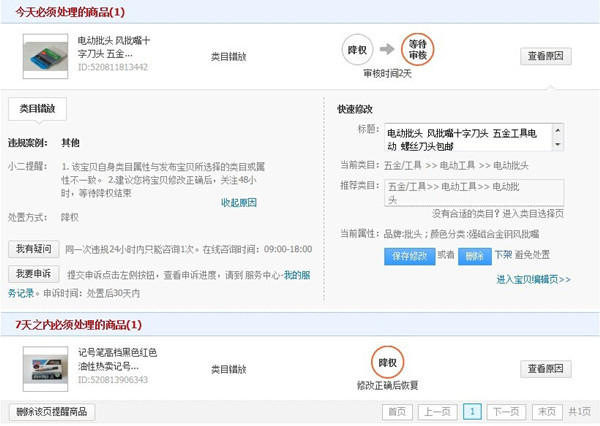 今天必须处理的商品(1)
电动批头 风批嘴十
字刀头 五金...
ID:520811813442
类目错放
降权
等待
审核
审核时间2天
查看原因
类目错放
违规案例: 其他
小二提醒: 1. 该宝贝自身类目属性与发布宝贝所选择的类目或属
性不一致。 2.建议您将宝贝修改正确后，关注48小
时，等待降权结束
收起原因
处置方式: 降权
我有疑问 同一次违规24小时内只能咨询1次。在线咨询时间：09:00-18:00
我要申诉 提交申诉点击左侧按钮，查看申诉进度，请到 服务中心-我的服
务记录。申诉时间：处置后30天内
快速修改
标题: 电动批头 风批嘴十字刀头 五金工具电
动 螺丝刀头包邮
当前类目: 五金/工具 >> 电动工具 >> 电动批头
推荐类目: 五金/工具>> 电动工具>> 电动批
头
没有合适的类目？进入类目选择页
当前属性: 品牌:批头；颜色分类:强磁合金钢风批嘴
保存修改 或者 删除 下架 避免处置
进入宝贝编辑页>>
7天之内必须处理的商品(1)
记号笔高档黑色红色
油性热卖记号...
ID:520813906343
类目错放
降权
修改正确后恢复
查看原因
删除该页提醒商品
首页 上一页 1 下一页 末页 共1页